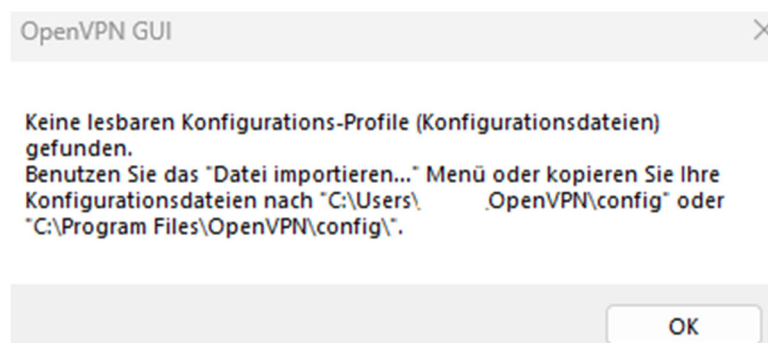 OpenVPN GUI
Keine lesbaren Konfigurations-Profile (Konfigurationsdateien)
gefunden.
Benutzen Sie das "Datei importieren..." Menü oder kopieren Sie Ihre
Konfigurationsdateien nach "C:\Users\ OpenVPN\config" oder
"C:\Program Files\OpenVPN\config\".
OK